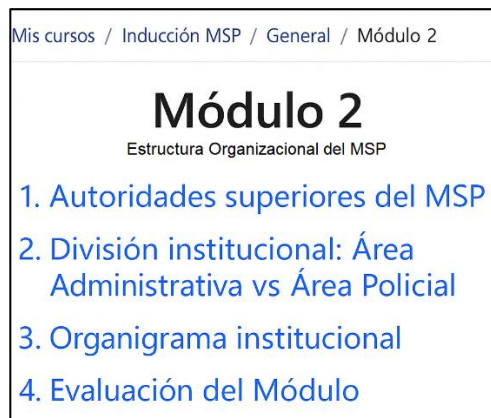 Mis cursos / Inducción MSP / General / Módulo 2
Módulo 2
Estructura Organizacional del MSP
1. Autoridades superiores del MSP
2. División institucional: Área
Administrativa vs Área Policial
3. Organigrama institucional
4. Evaluación del Módulo